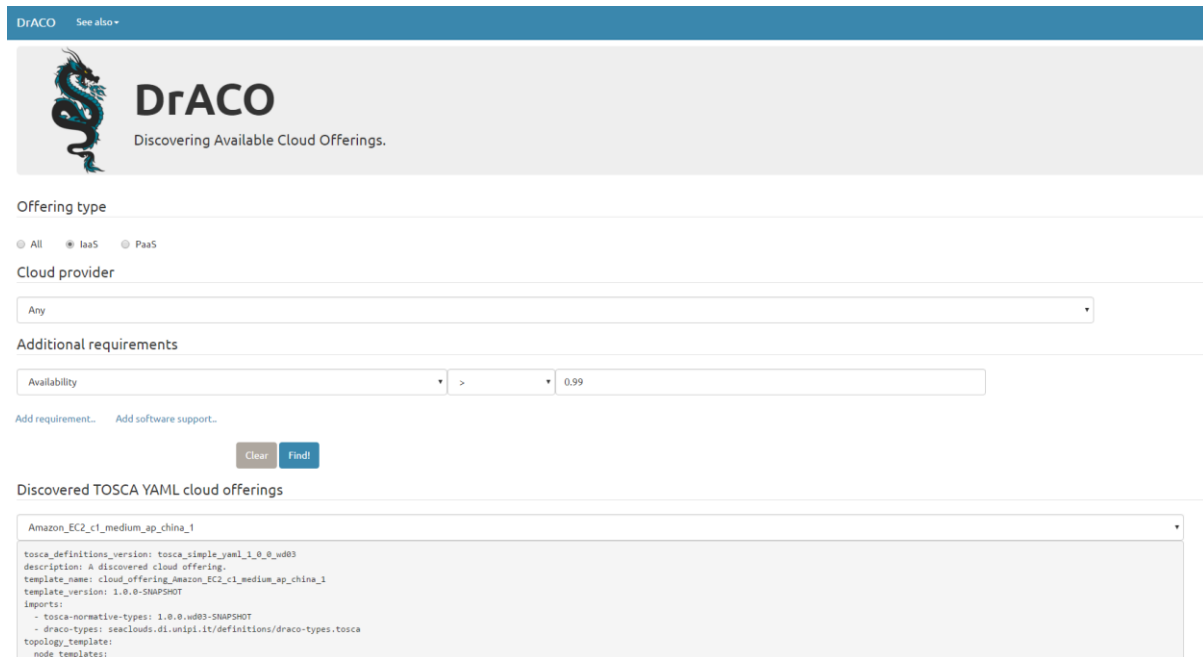 DrACO See also
DrACO
Discovering Available Cloud Offerings.
Offering type
All IaaS PaaS
Cloud provider
Any
Additional requirements
Availability > 0.99
Add requirement.. Add software support..
Clear Find!
Discovered TOSCA YAML cloud offerings
Amazon_EC2_c1_medium_ap_china_1
tosca_definitions_version: tosca_simple_yaml_1_0_0_wd03
description: A discovered cloud offering.
template_name: cloud_offering_Amazon_EC2_c1_medium_ap_china_1
template_version: 1.0.0-SNAPSHOT
imports:
  - tosca-normative-types: 1.0.0.wd03-SNAPSHOT
  - draco-types: seaclouds.di.unipi.it/definitions/draco-types.tosca
topology_template:
  node_templates: